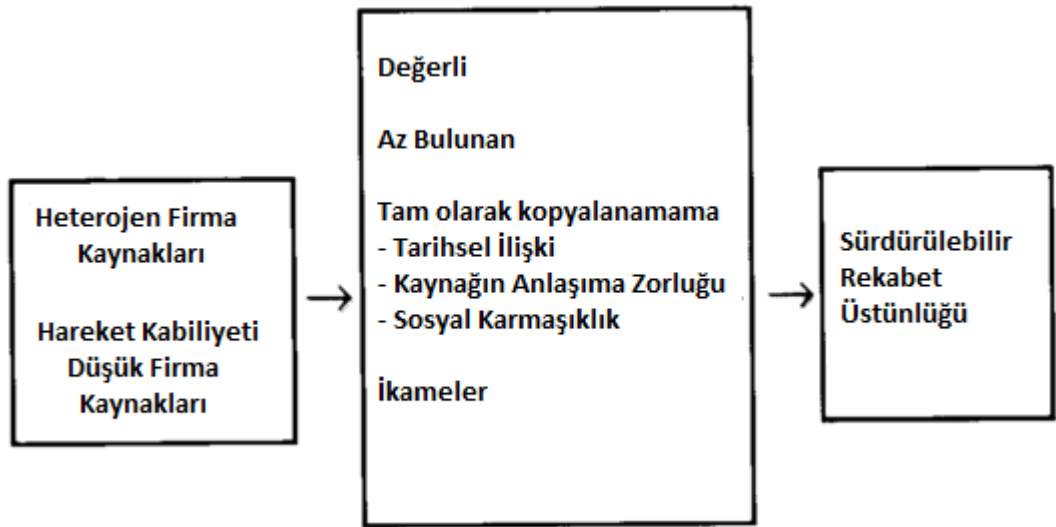 Heterojen Firma
Kaynakları
Hareket Kabiliyeti
Düşük Firma
Kaynakları
Değerli
Az Bulunan
Tam olarak kopyalanamama
- Tarihsel İlişki
- Kaynağın Anlaşıma Zorluğu
- Sosyal Karmaşıklık
İkameler
Sürdürülebilir
Rekabet
Üstünlüğü